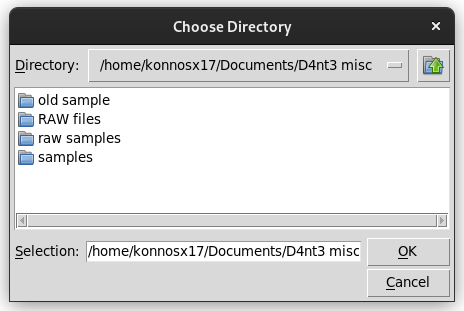 Choose Directory
Directory: /home/konnosx17/Documents/D4nt3 misc
old sample
RAW files
raw samples
samples
Selection: /home/konnosx17/Documents/D4nt3 misc OK
Cancel